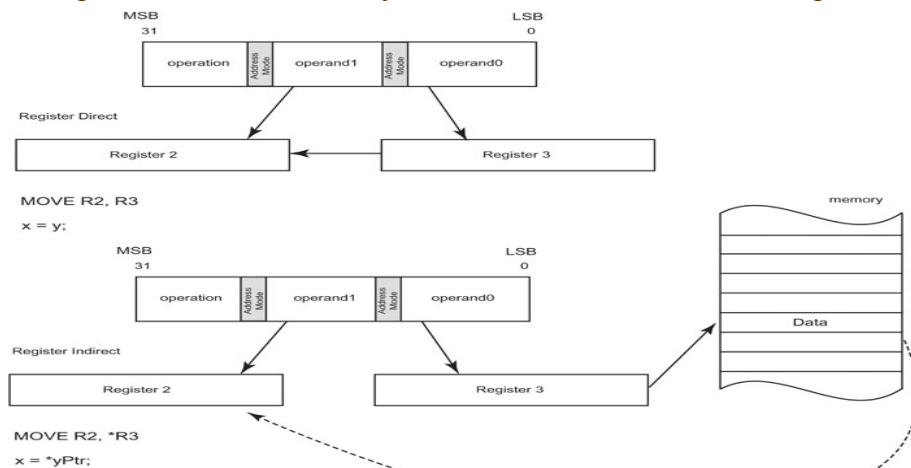 MSB LSB
31 0
operation Address Mode operand1 Address Mode operand0
Register Direct
Register 2 Register 3
MOVE R2, R3
x = y;
memory
MSB LSB
31 0
operation Address Mode operand1 Address Mode operand0
Data
Register Indirect
Register 2 Register 3
MOVE R2, *R3
x = *yPtr;